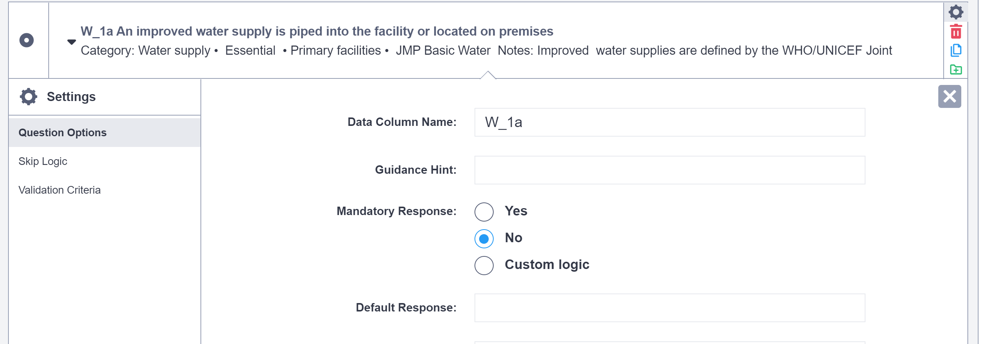 W_1a An improved water supply is piped into the facility or located on premises
Category: Water supply •  Essential  • Primary facilities •  JMP Basic Water  Notes: Improved  water supplies are defined by the WHO/UNICEF Joint
Settings
Question Options
Skip Logic
Validation Criteria
Data Column Name:
W_1a
Guidance Hint:
Mandatory Response:
Yes
No
Custom logic
Default Response: